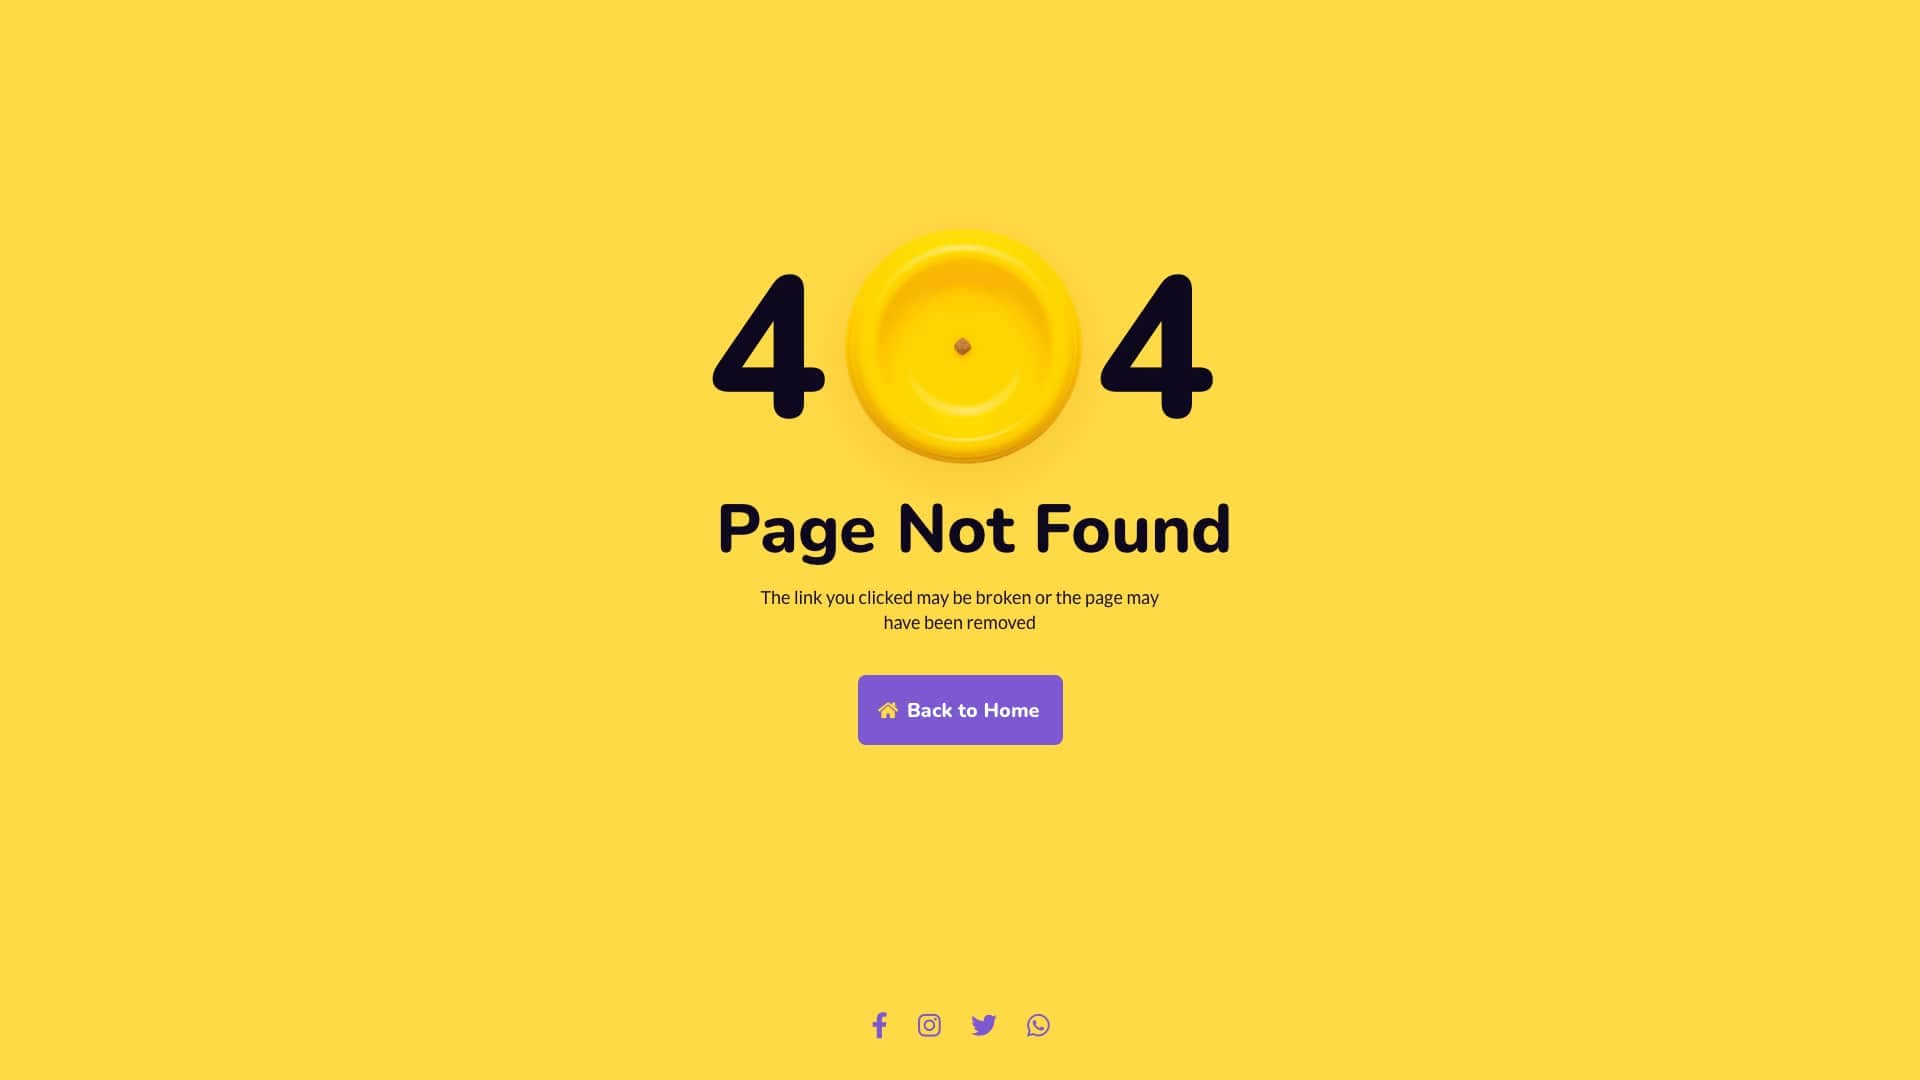 4 4
Page Not Found
The link you clicked may be broken or the page may
have been removed
Back to Home